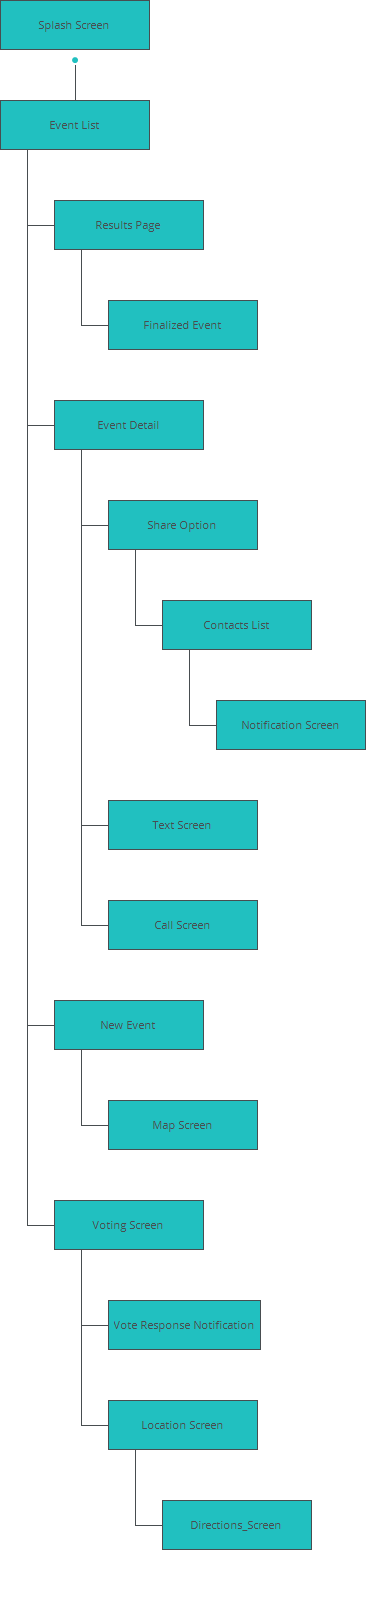 Splash Screen
Event List
Results Page
Finalized Event
Event Detail
Share Option
Contacts List
Notification Screen
Text Screen
Call Screen
New Event
Map Screen
Voting Screen
Vote Response Notification
Location Screen
Directions_Screen